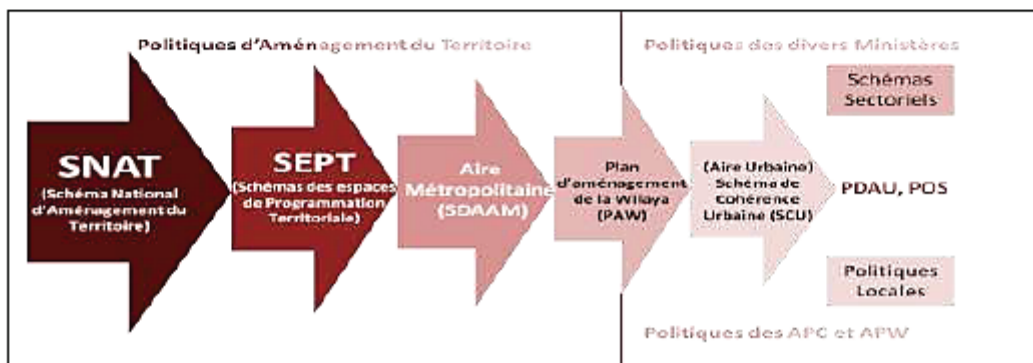 Politiques d'Aménagement du Territoire
Politiques des divers Ministères
SNAT
(Schéma National
d'Aménagement du
Territoire)
SEPT
(Schémas des espaces
de Programmation
Territoriale)
Aire
Métropolitaine
(SDAAM)
Plan
d'aménagement
de la Wilaya
(PAW)
(Aire Urbaine)
Schéma de
Cohérence
Urbaine (SCU)
Schémas
Sectoriels
PDAU, POS
Politiques
Locales
Politiques des APC et APW